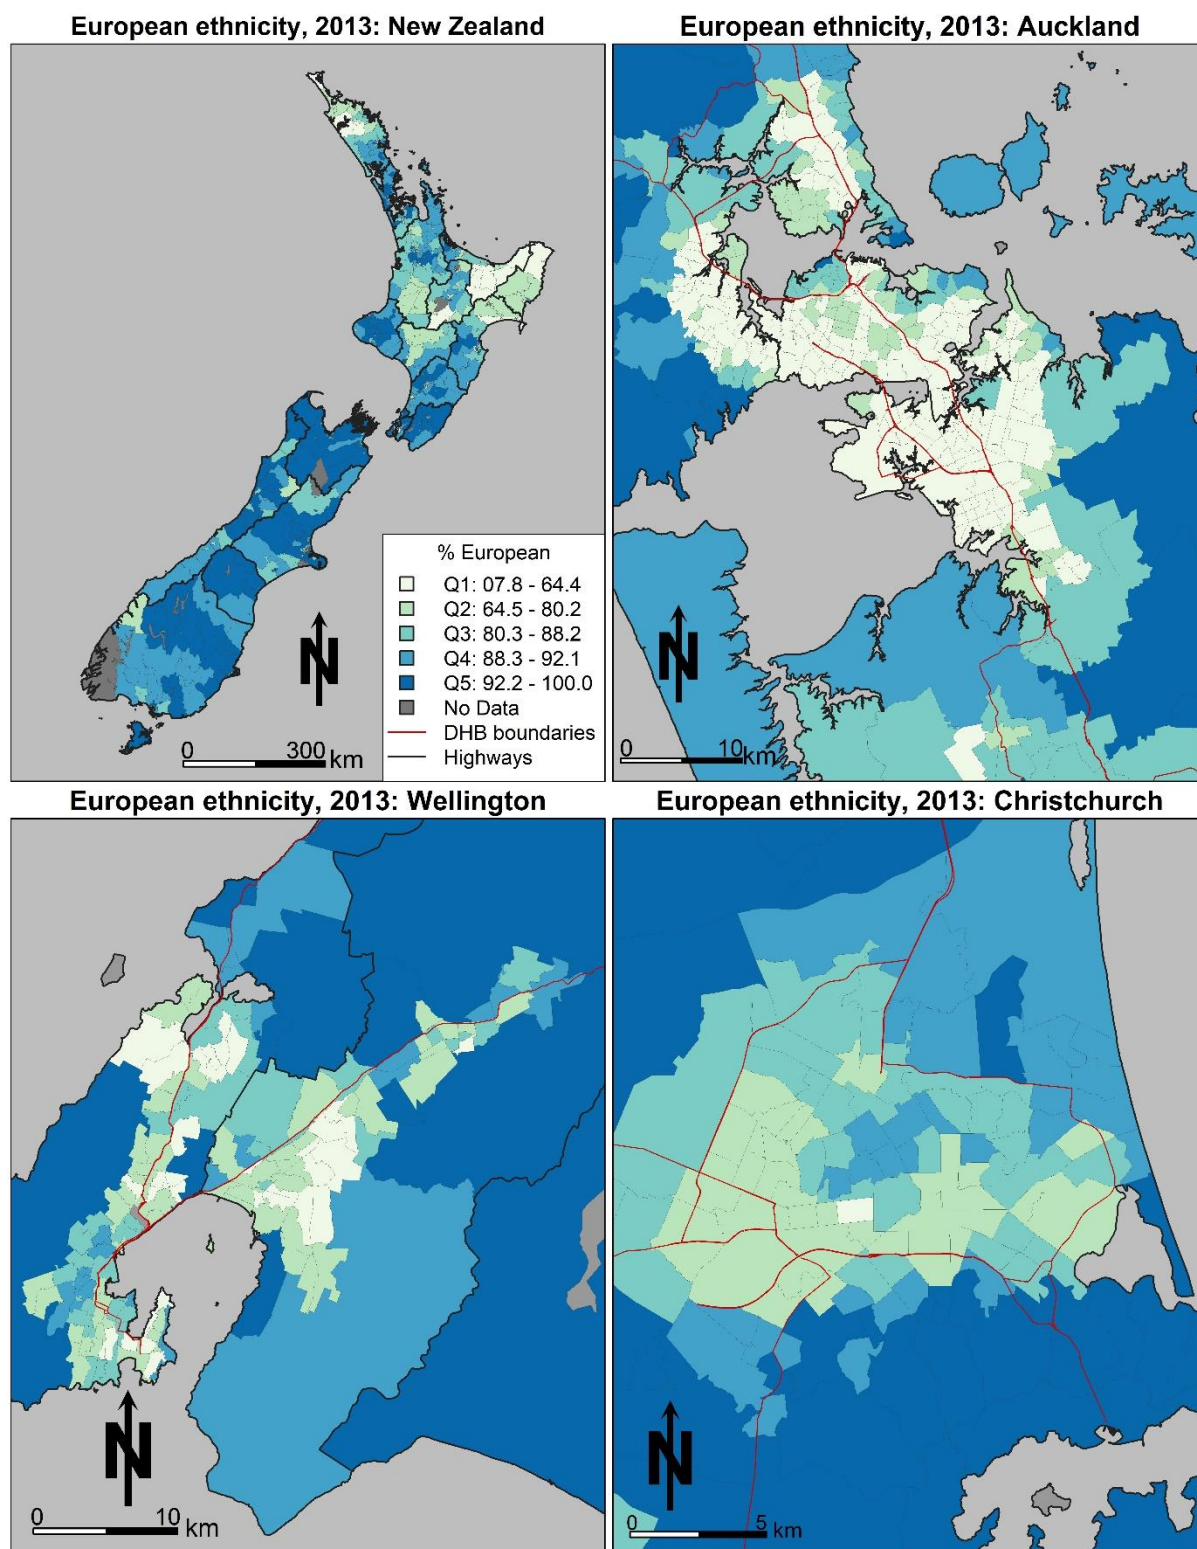 European ethnicity, 2013: New Zealand
% European
Q1: 07.8 - 64.4
Q2: 64.5 - 80.2
Q3: 80.3 - 88.2
Q4: 88.3 - 92.1
Q5: 92.2 - 100.0
No Data
DHB boundaries
Highways
N
0 300 km
European ethnicity, 2013: Auckland
N
0 10 km
European ethnicity, 2013: Wellington
N
0 10 km
European ethnicity, 2013: Christchurch
N
0 5 km